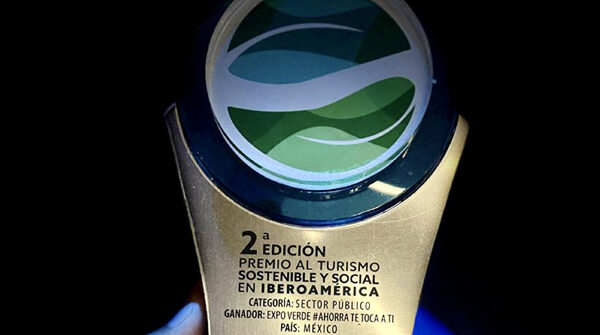 2ª EDICIÓN
PREMIO AL TURISMO
SOSTENIBLE Y SOCIAL
EN IBEROAMÉRICA
CATEGORÍA: SECTOR PÚBLICO
GANADOR: EXPO VERDE #AHORRA TE TOCA A TI
PAÍS: MÉXICO